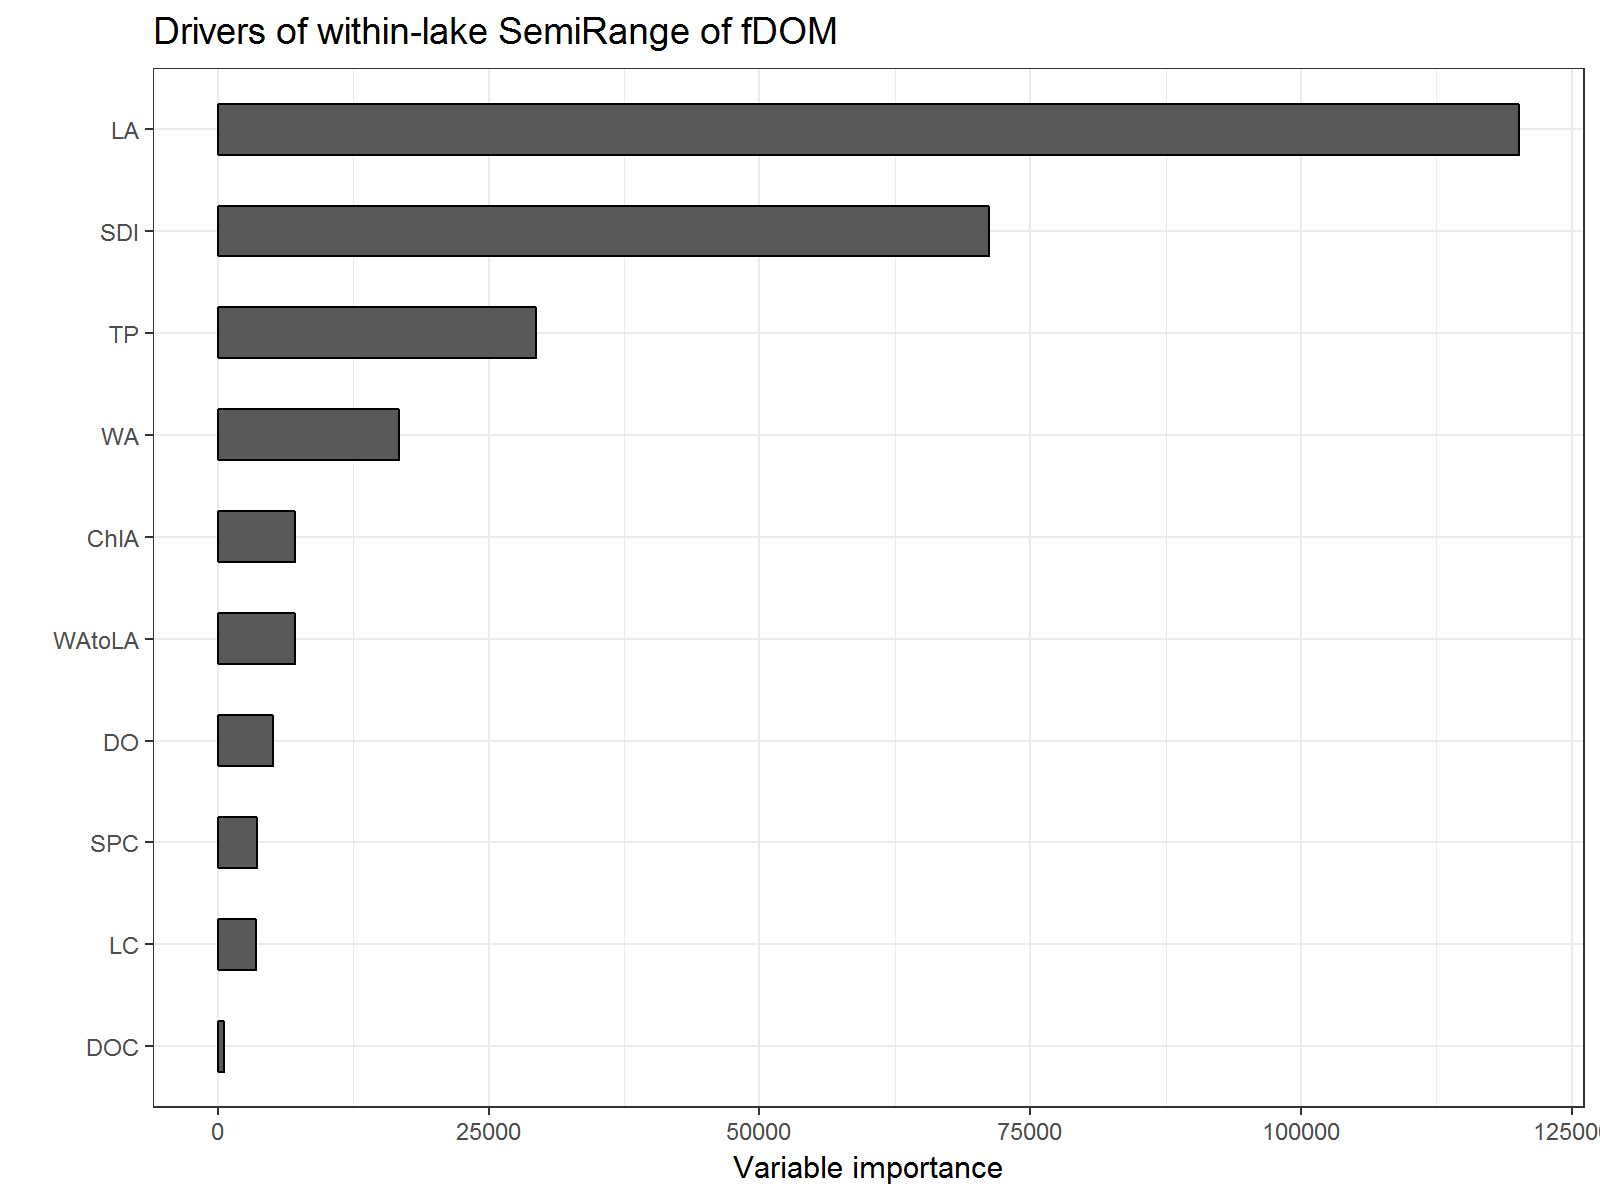 Drivers of within-lake SemiRange of fDOM
LA
SDI
TP
WA
ChlA
WAtoLA
DO
SPC
LC
DOC
0 25000 50000 75000 100000 12500
Variable importance